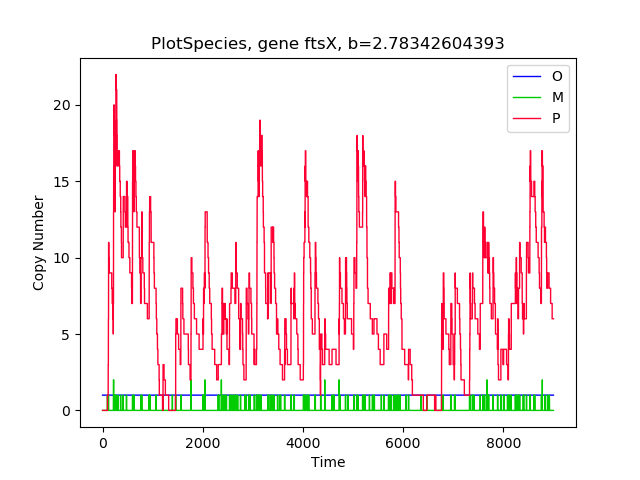 PlotSpecies, gene ftsX, b=2.78342604393
O
M
P
Copy Number
20
15
10
5
0
0 2000 4000 6000 8000
Time